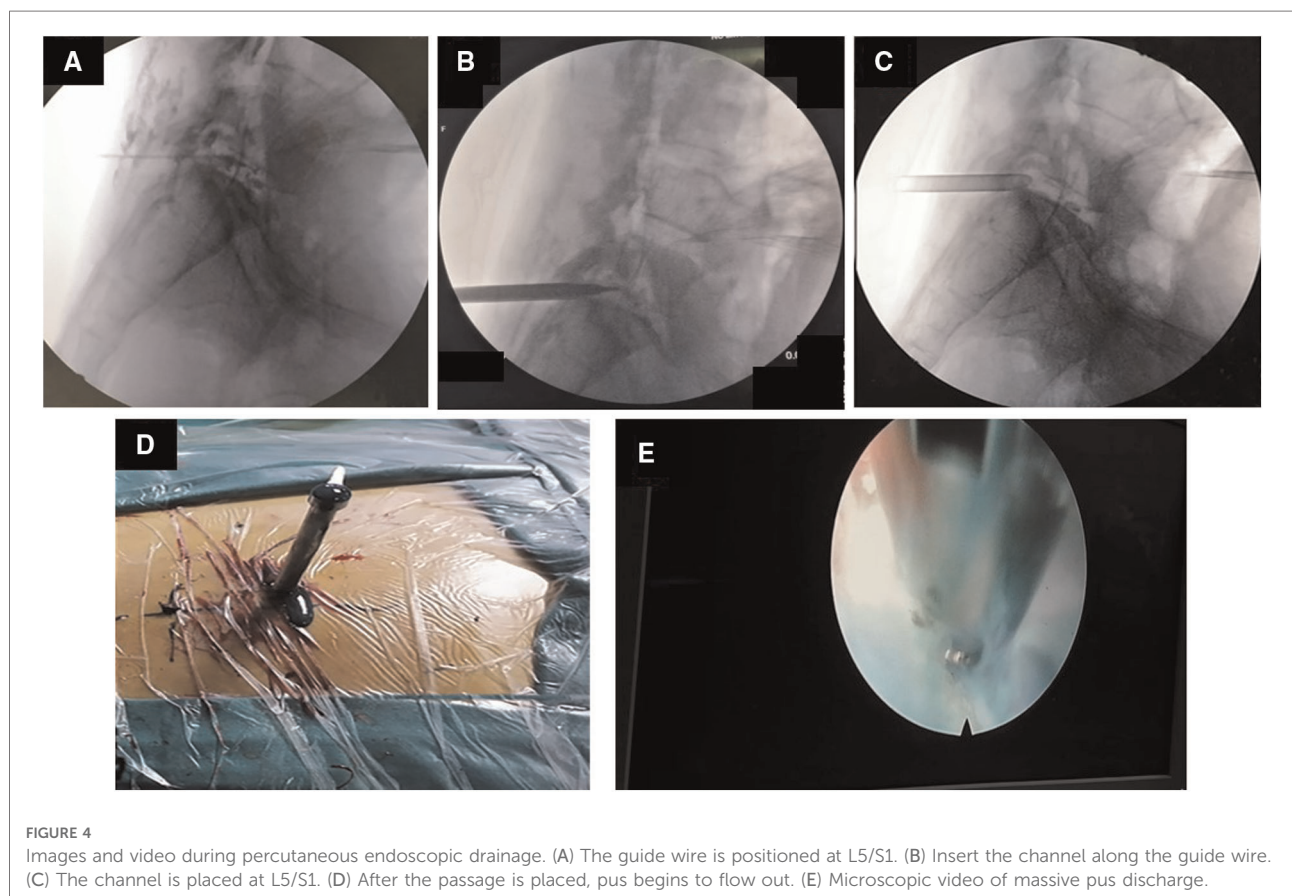 A
B
C
F
D
E
FIGURE 4
Images and video during percutaneous endoscopic drainage. (A) The guide wire is positioned at L5/S1. (B) Insert the channel along the guide wire.
(C) The channel is placed at L5/S1. (D) After the passage is placed, pus begins to flow out. (E) Microscopic video of massive pus discharge.